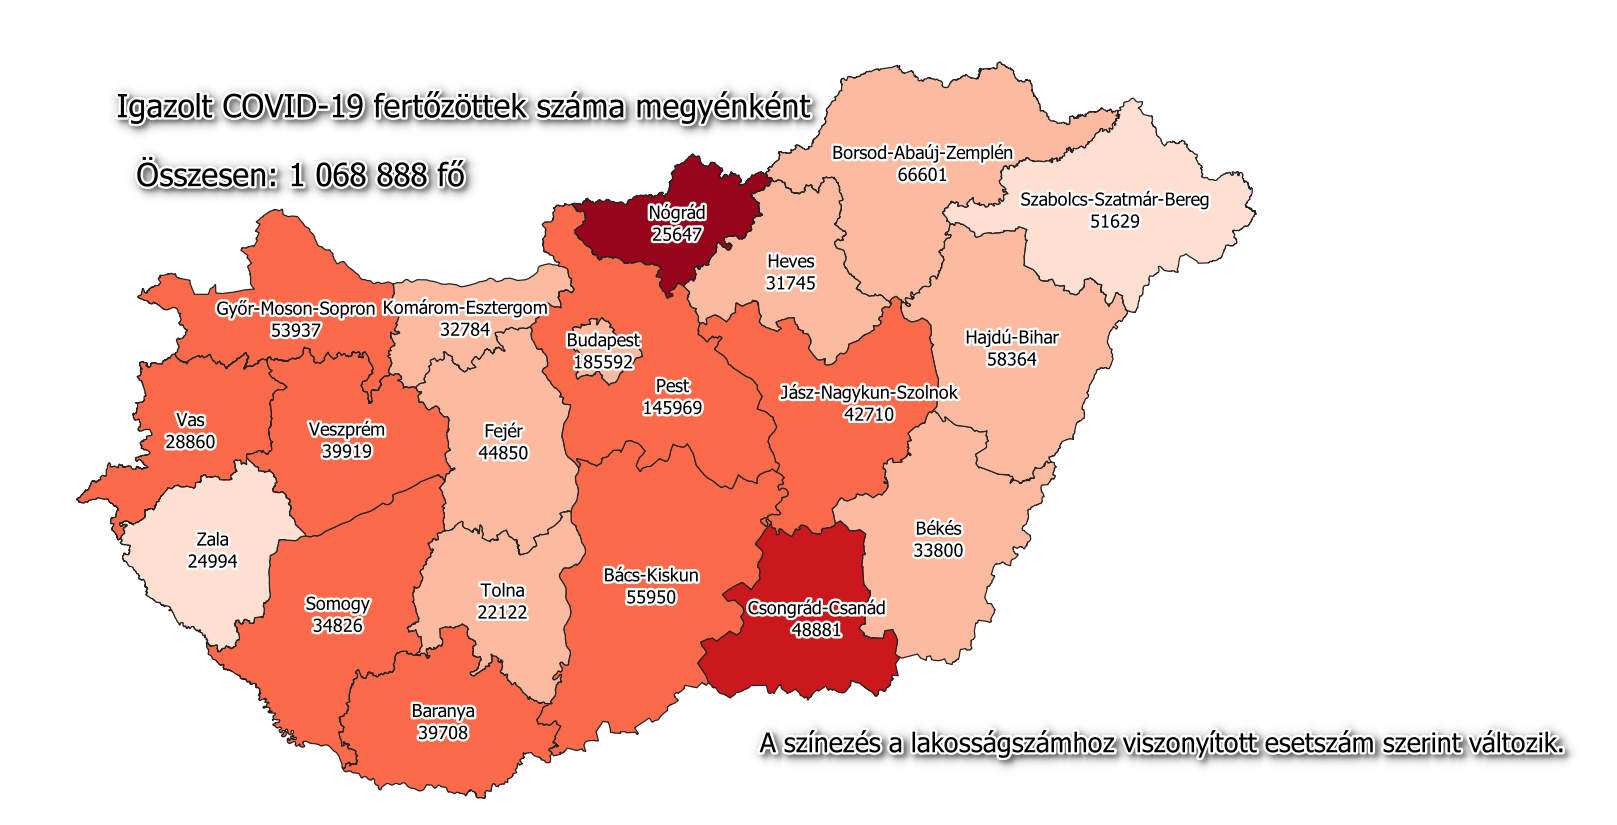 Igazolt COVID-19 fertőzöttek száma megyénként
Összesen: 1 068 888 fő
Borsod-Abaúj-Zemplén
66601
Szabolcs-Szatmár-Bereg
51629
Nógrád
25647
Heves
31745
Győr-Moson-Sopron
53937
Komárom-Esztergom
32784
Budapest
185592
Hajdú-Bihar
58364
Pest
145969
Jász-Nagykun-Szolnok
42710
Vas
28860
Veszprém
39919
Fejér
44850
Zala
24994
Békés
33800
Somogy
34826
Tolna
22122
Bács-Kiskun
55950
Csongrád-Csanád
48881
Baranya
39708
A színezés a lakosságszámhoz viszonyított esetszám szerint változik.